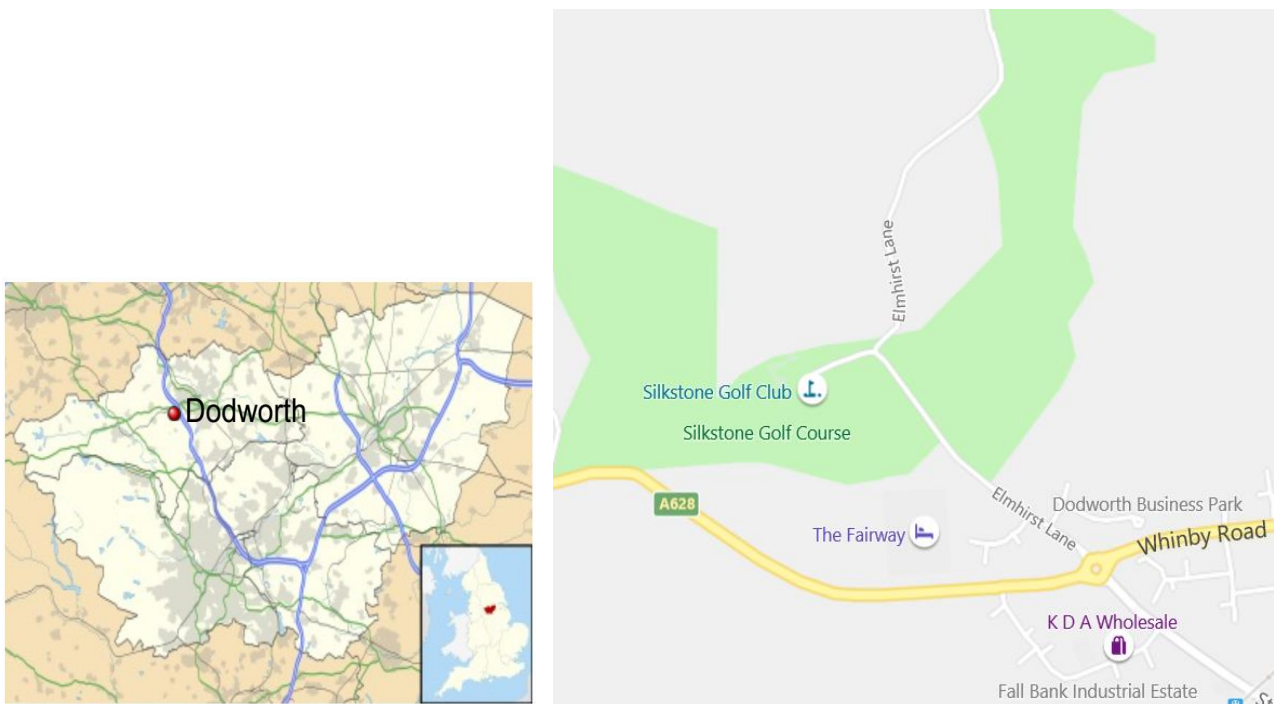 Dodworth
Elmhirst Lane
Silkstone Golf Club
Silkstone Golf Course
A628
Elmhirst Lane
Dodworth Business Park
The Fairway
Whinby Road
K D A Wholesale
Fall Bank Industrial Estate